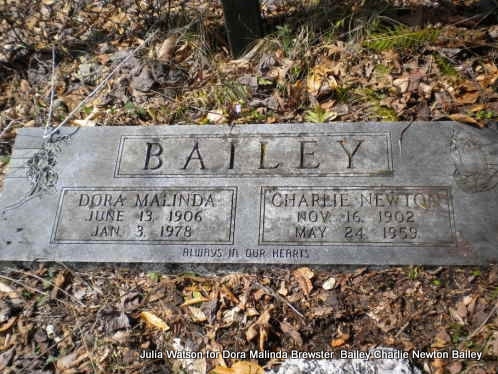 BAILEY
DORA MALINDA
JUNE 13, 1906
JAN 3, 1978
CHARLIE NEWTON
NOV. 16, 1902
MAY 24, 1959
ALWAYS IN OUR HEARTS
Julia Watson for Dora Malinda Brewster Bailey.Charlie Newton Bailey